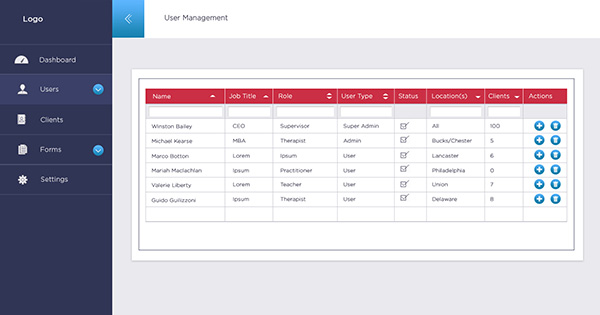 Logo
User Management
Dashboard
Users
Clients
Forms
Settings
Name Job Title Role User Type Status Location(s) Clients Actions
Winston Bailey CEO Supervisor Super Admin All 100
Michael Kearse MBA Therapist Admin Bucks/Chester 5
Marco Botton Lorem Ipsum User Lancaster 6
Mariah Maclachlan Ipsum Practitioner User Philadelphia 0
Valerie Liberty Lorem Teacher User Union 7
Guido Guilizzoni Ipsum Therapist User Delaware 8